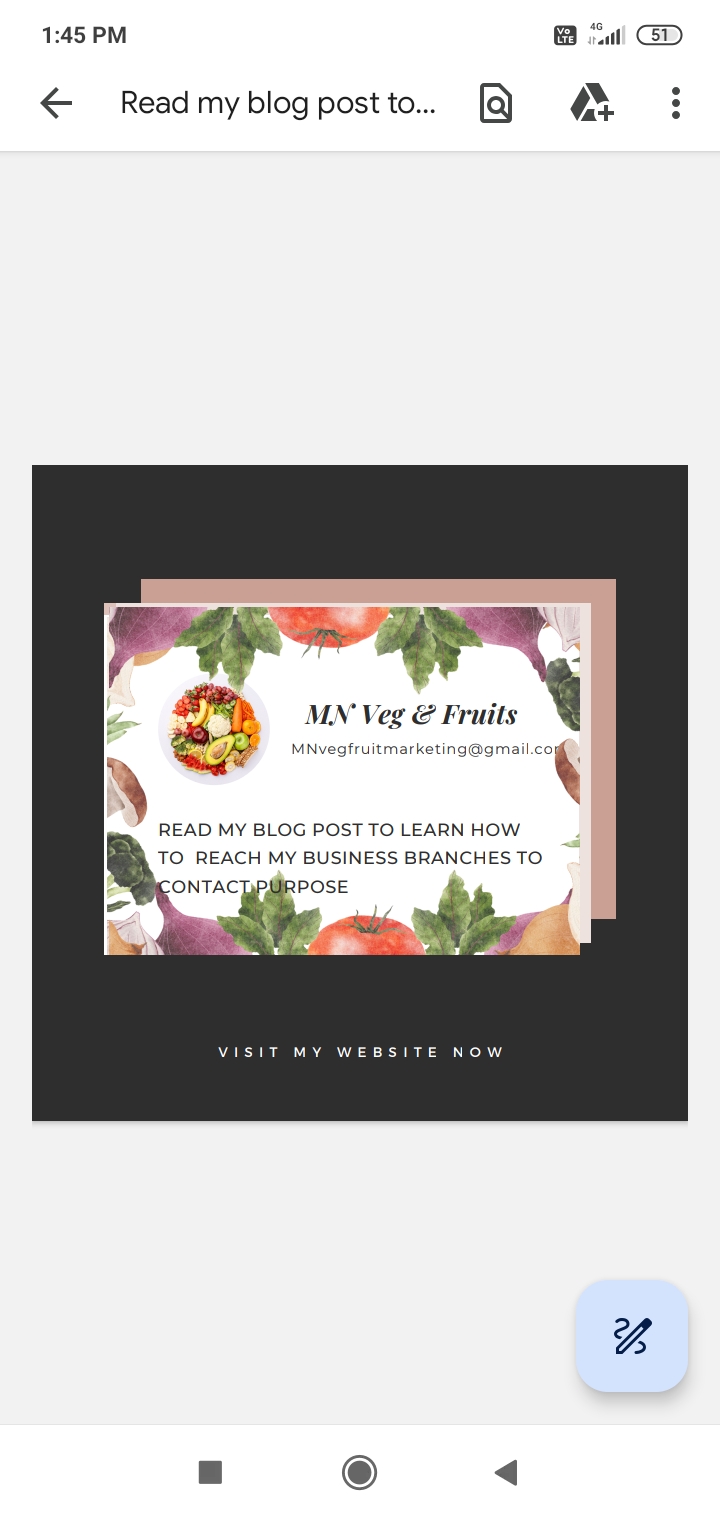 1:45 PM
Vo LTE
4G
51
Read my blog post to...
MN Veg & Fruits
MNvegfruitmarketing@gmail.co
READ MY BLOG POST TO LEARN HOW
TO REACH MY BUSINESS BRANCHES TO
CONTACT PURPOSE
VISIT MY WEBSITE NOW